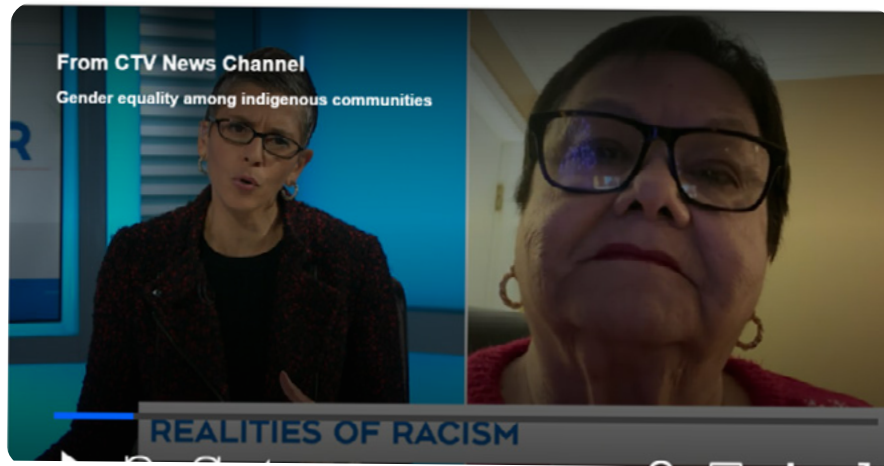 From CTV News Channel
Gender equality among indigenous communities
R
REALITIES OF RACISM